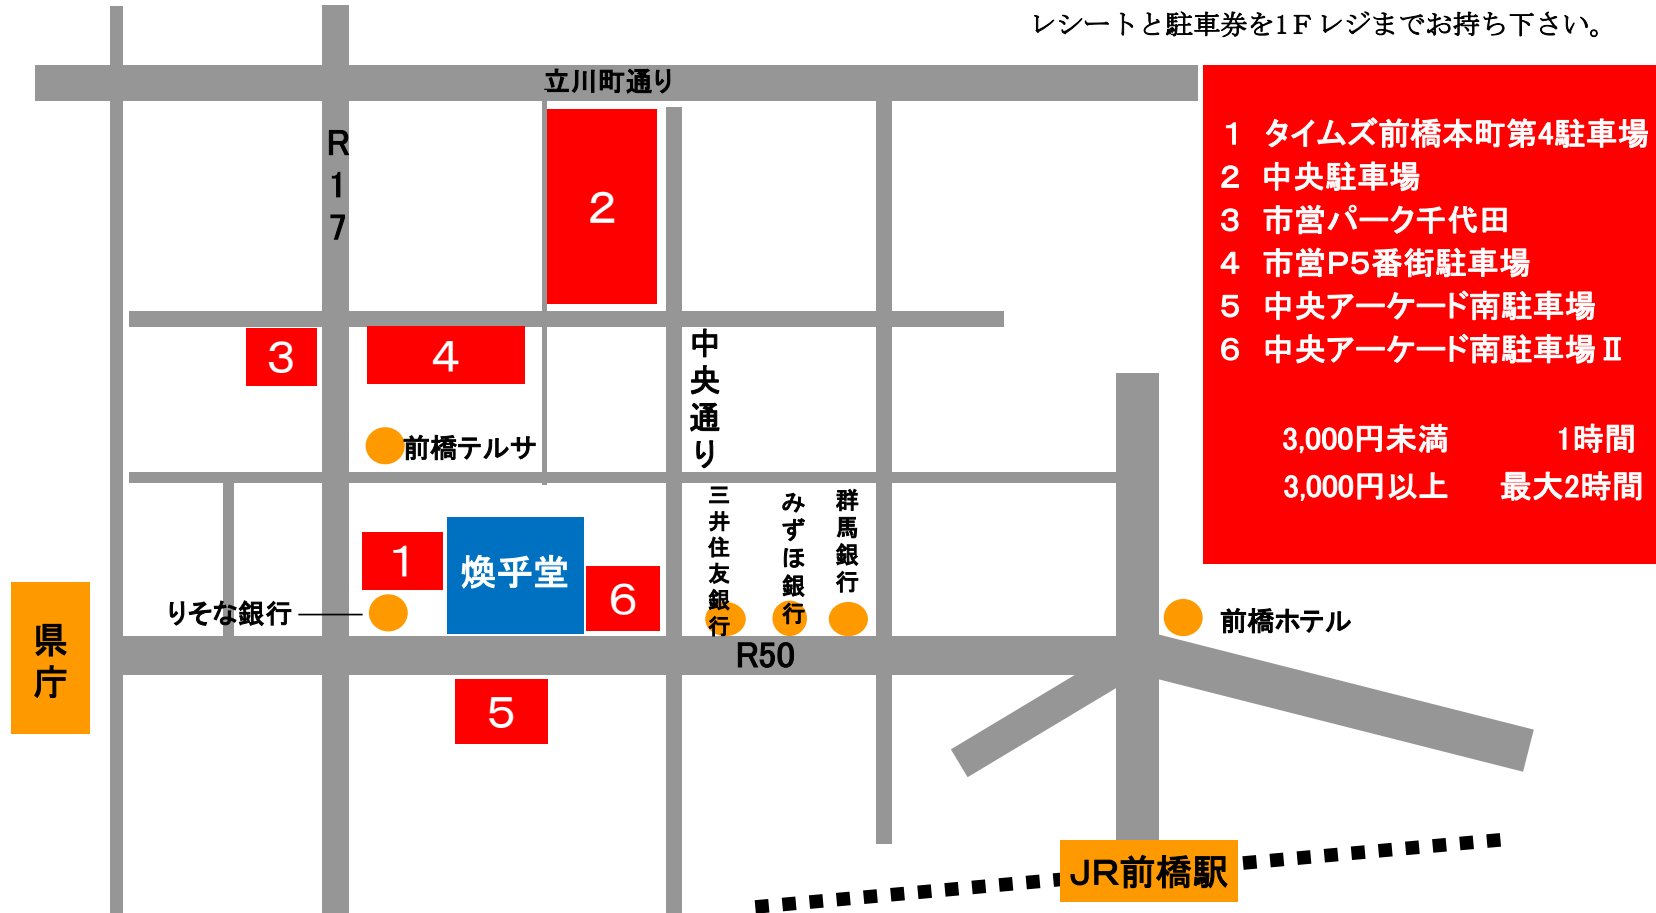 レシートと駐車券を1Fレジまでお持ち下さい。
立川町通り
R17
1 タイムズ前橋本町第4駐車場
2 中央駐車場
3 市営パーク千代田
4 市営P5番街駐車場
5 中央アーケード南駐車場
6 中央アーケード南駐車場Ⅱ
3,000円未満 1時間
3,000円以上 最大2時間
2
3
4
中央通り
前橋テルサ
三井住友銀行
みずほ銀行
群馬銀行
1
煥乎堂
6
りそな銀行
前橋ホテル
県庁
R50
5
JR前橋駅